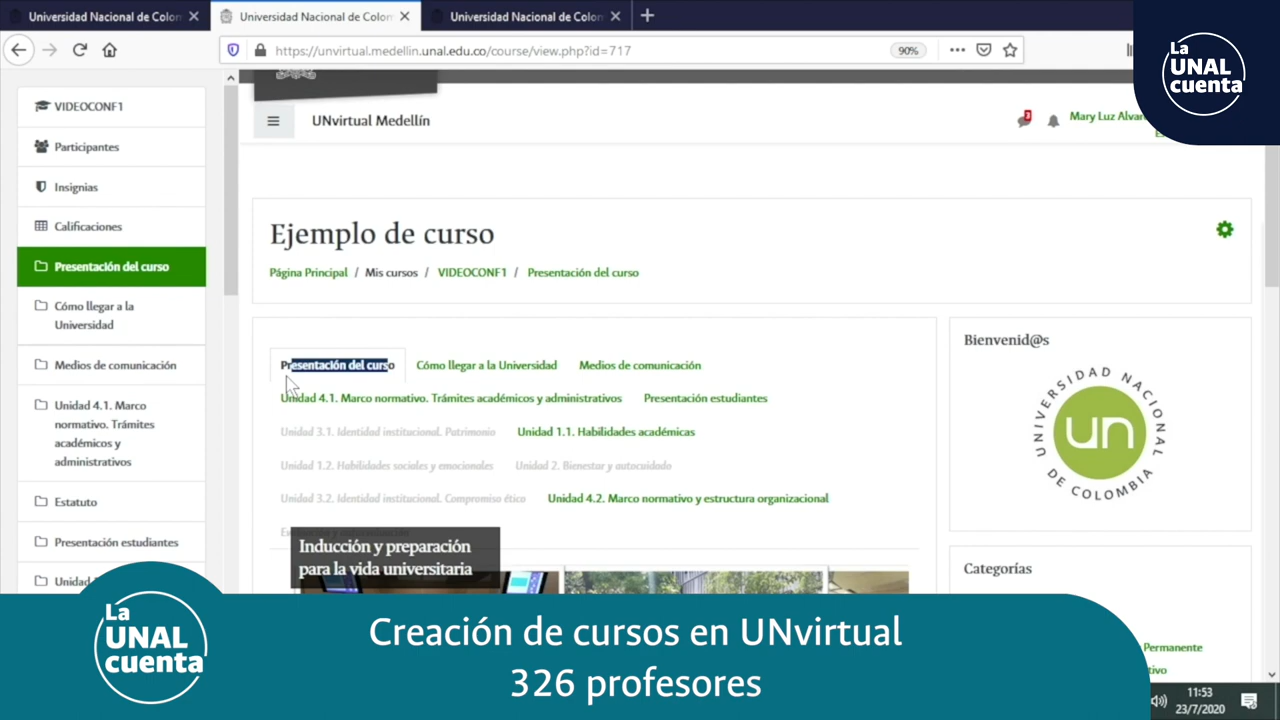 Universidad Nacional de Colom
Universidad Nacional de Colom
Universidad Nacional de Colom
https://unvirtual.medellin.unal.edu.co/course/view.php?id=717
90%
La
UNAL
cuenta
VIDEOCONF1
Participantes
Insignias
Calificaciones
Presentación del curso
Cómo llegar a la
Universidad
Medios de comunicación
Unidad 4.1. Marco
normativo. Trámites
académicos y
administrativos
Estatuto
Presentación estudiantes
Unidad
UNvirtual Medellín
3
Mary Luz Alvar
Ejemplo de curso
Página Principal / Mis cursos / VIDEOCONF1 / Presentación del curso
Presentación del curso
Cómo llegar a la Universidad
Medios de comunicación
Unidad 4.1. Marco normativo. Trámites académicos y administrativos
Presentación estudiantes
Unidad 3.1. Identidad institucional. Patrimonio
Unidad 1.1. Habilidades académicas
Unidad 1.2. Habilidades sociales y emocionales
Unidad 2. Bienestar y autocuidado
Unidad 3.2. Identidad institucional. Compromiso ético
Unidad 4.2. Marco normativo y estructura organizacional
Inducción y preparación
para la vida universitaria
Bienvenid@s
UNIVERSIDAD NACIONAL
un
DE COLOMBIA
Categorías
Permanente
tivo
La
UNAL
cuenta
Creación de cursos en UNvirtual
326 profesores
11:53
23/7/2020